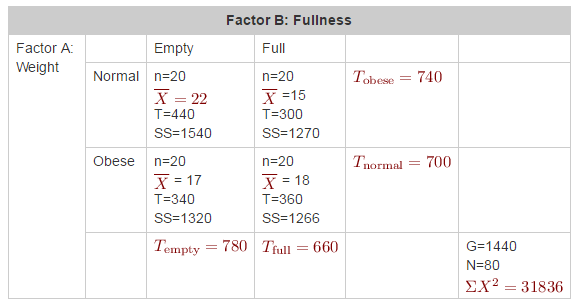 Factor B: Fullness
Factor A:
Weight
Empty
Full
Normal
n=20
X̅ = 22
T=440
SS=1540
n=20
X̅ =15
T=300
SS=1270
T_obese = 740
Obese
n=20
X̅ = 17
T=340
SS=1320
n=20
X̅ = 18
T=360
SS=1266
T_normal = 700
T_empty = 780
T_full = 660
G=1440
N=80
ΣX² = 31836